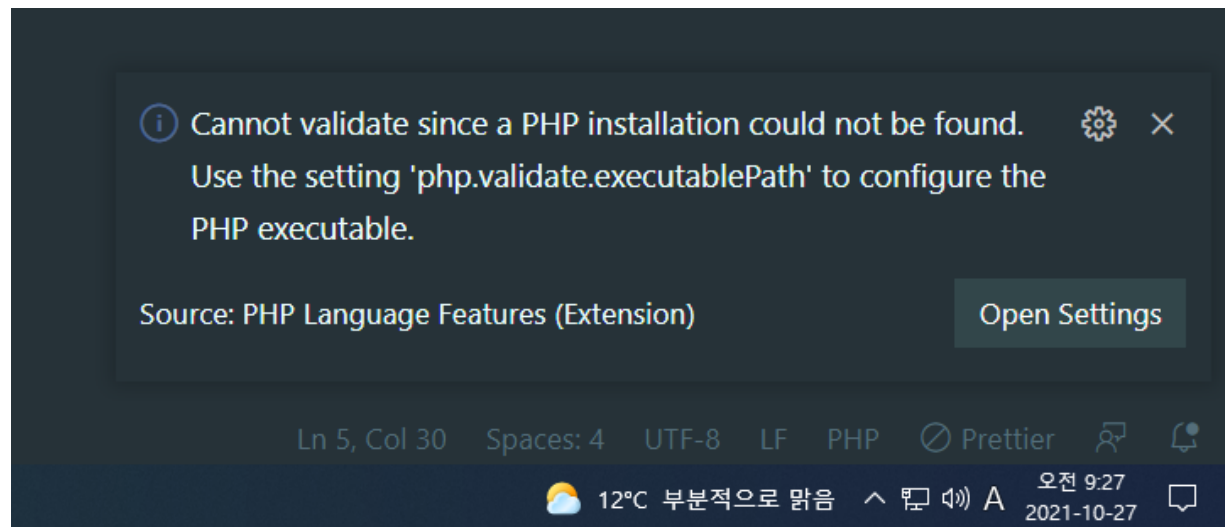 Cannot validate since a PHP installation could not be found.
Use the setting 'php.validate.executablePath' to configure the
PHP executable.
Source: PHP Language Features (Extension)
Open Settings
Ln 5, Col 30 Spaces: 4 UTF-8 LF PHP Prettier
12°C 부분적으로 맑음 A 오전 9:27
2021-10-27